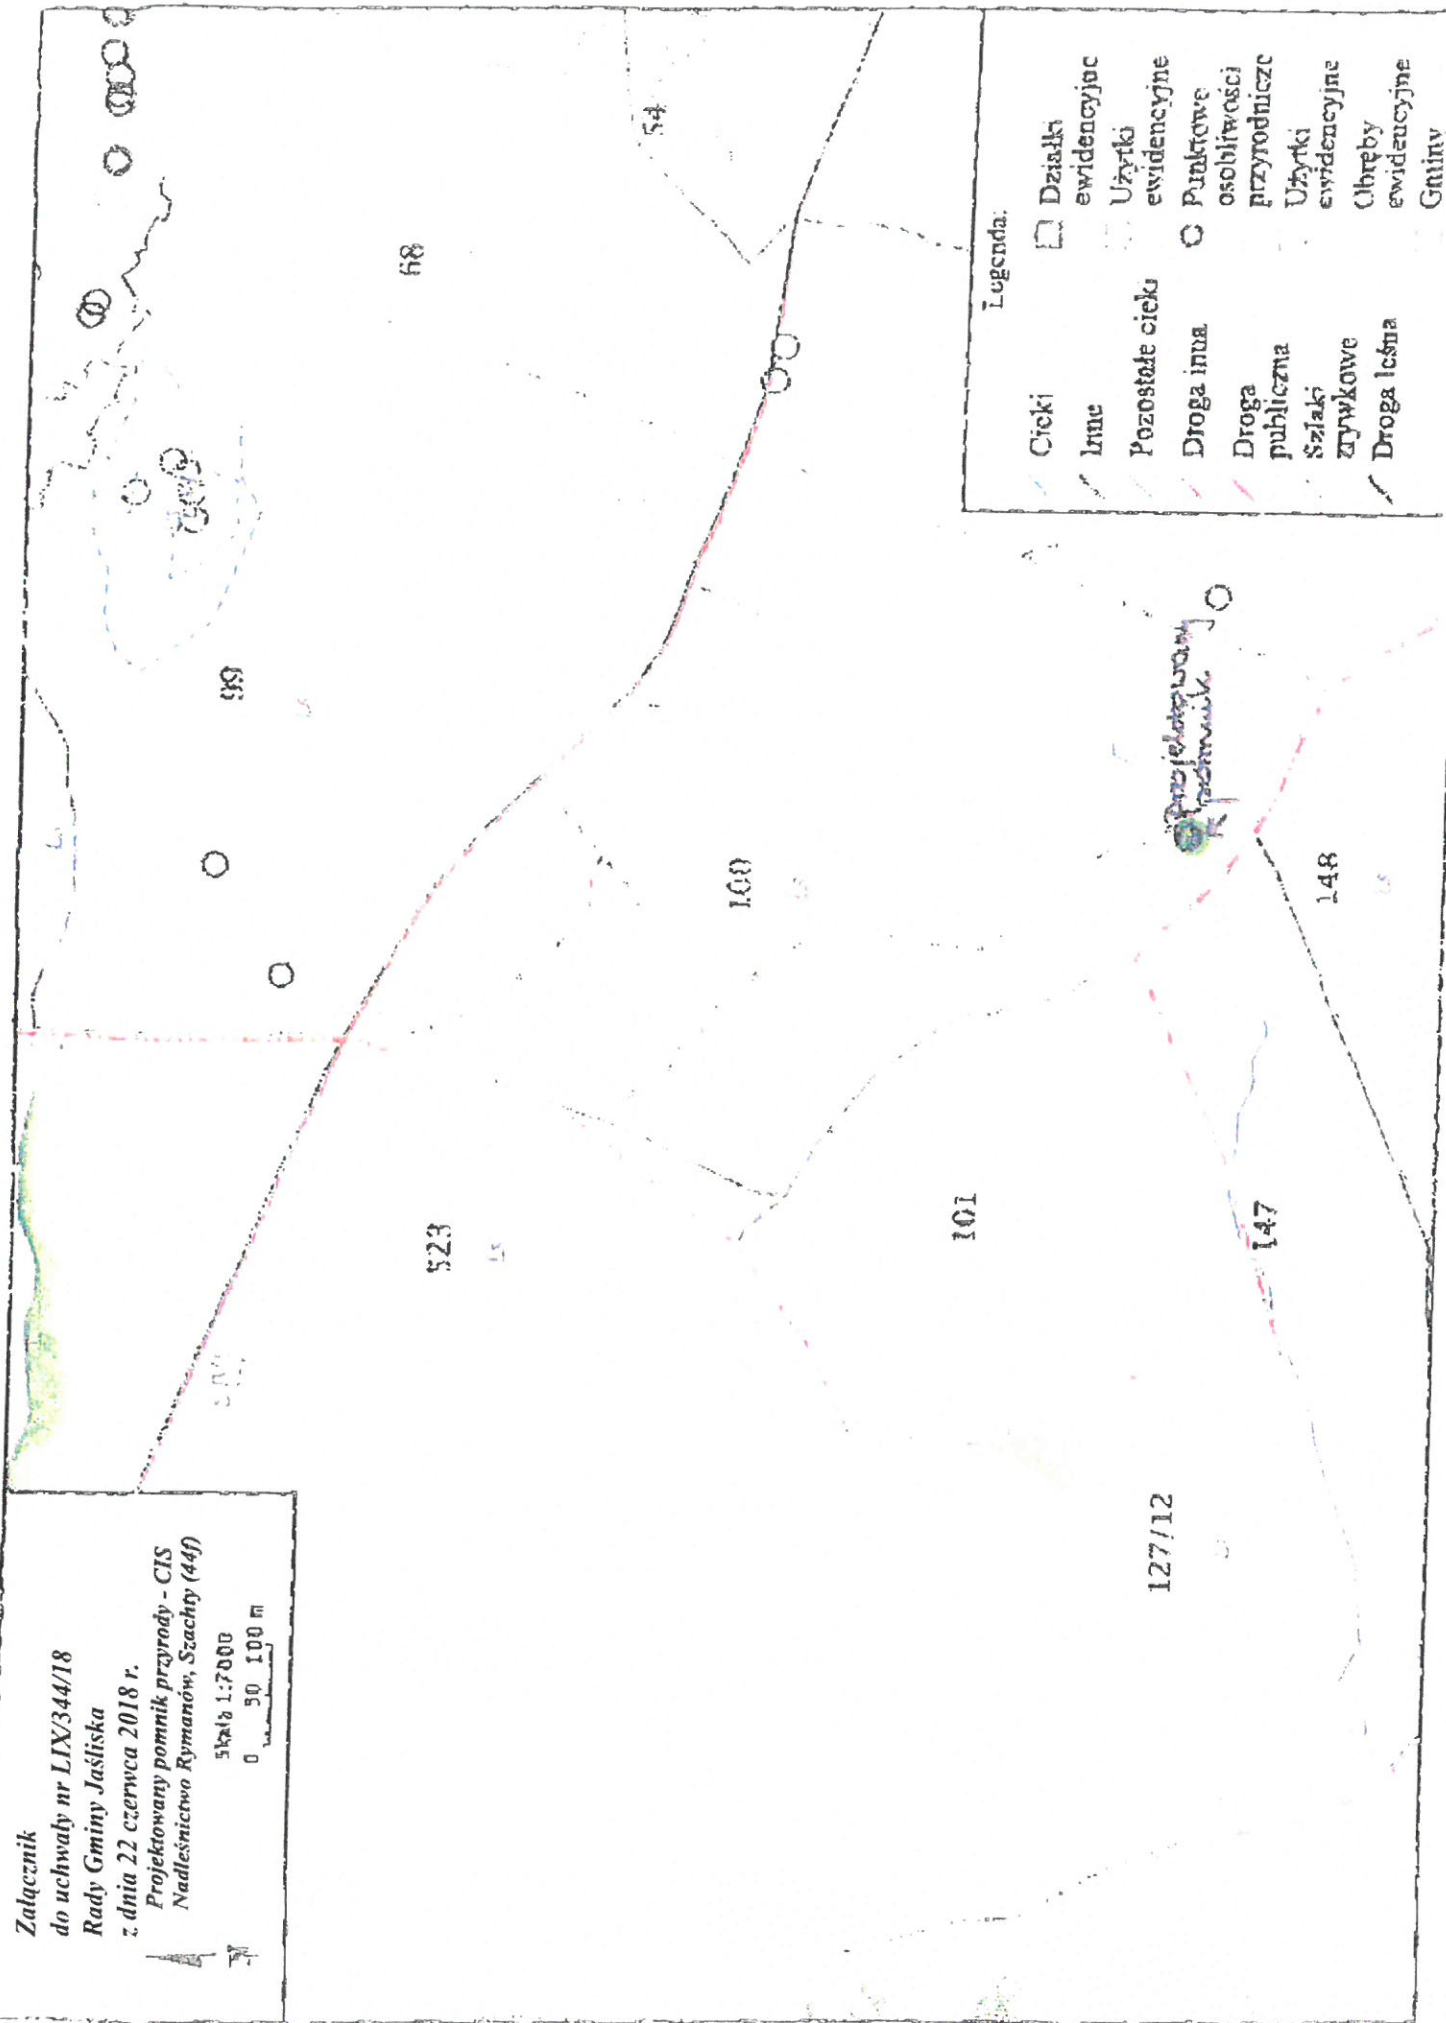 Załącznik
do uchwały nr LIX/344/18
Rady Gminy Jaśliska
z dnia 22 czerwca 2018 r.
Projektowany pomnik przyrody - CIS
Nadleśnictwo Rymanów, Szachty (44f)
Skala 1:7000
0 50 100 m
N
99
68
54
523
100
101
147
148
127/12
Projektowany
pomnik.
Legenda:
Cieki
Inne
Pozostałe cieki
Droga inna
Droga
publiczna
Szlaki
zrywkowe
Droga leśna
Działki
ewidencyjne
Użytki
ewidencyjne
Punktowe
osobliwości
przyrodnicze
Użytki
ewidencyjne
Obręby
ewidencyjne
Gminy